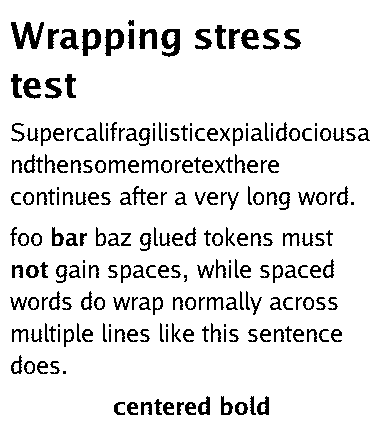 Wrapping stress
test
Supercalifragilisticexpialidociousa
ndthensomemoretexthere
continues after a very long word.
foo bar baz glued tokens must
not gain spaces, while spaced
words do wrap normally across
multiple lines like this sentence
does.
centered bold